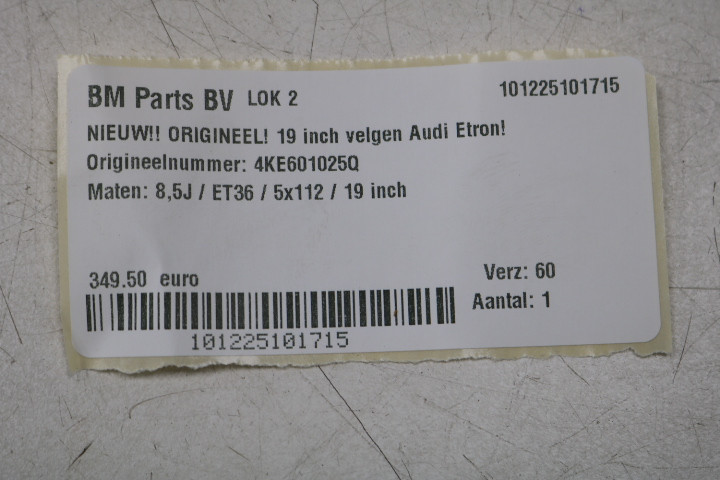 BM Parts BV LOK 2 101225101715
NIEUW!! ORIGINEEL! 19 inch velgen Audi Etron!
Origineelnummer: 4KE601025Q
Maten: 8,5J / ET36 / 5x112 / 19 inch
349.50 euro Verz: 60
Aantal: 1
101225101715